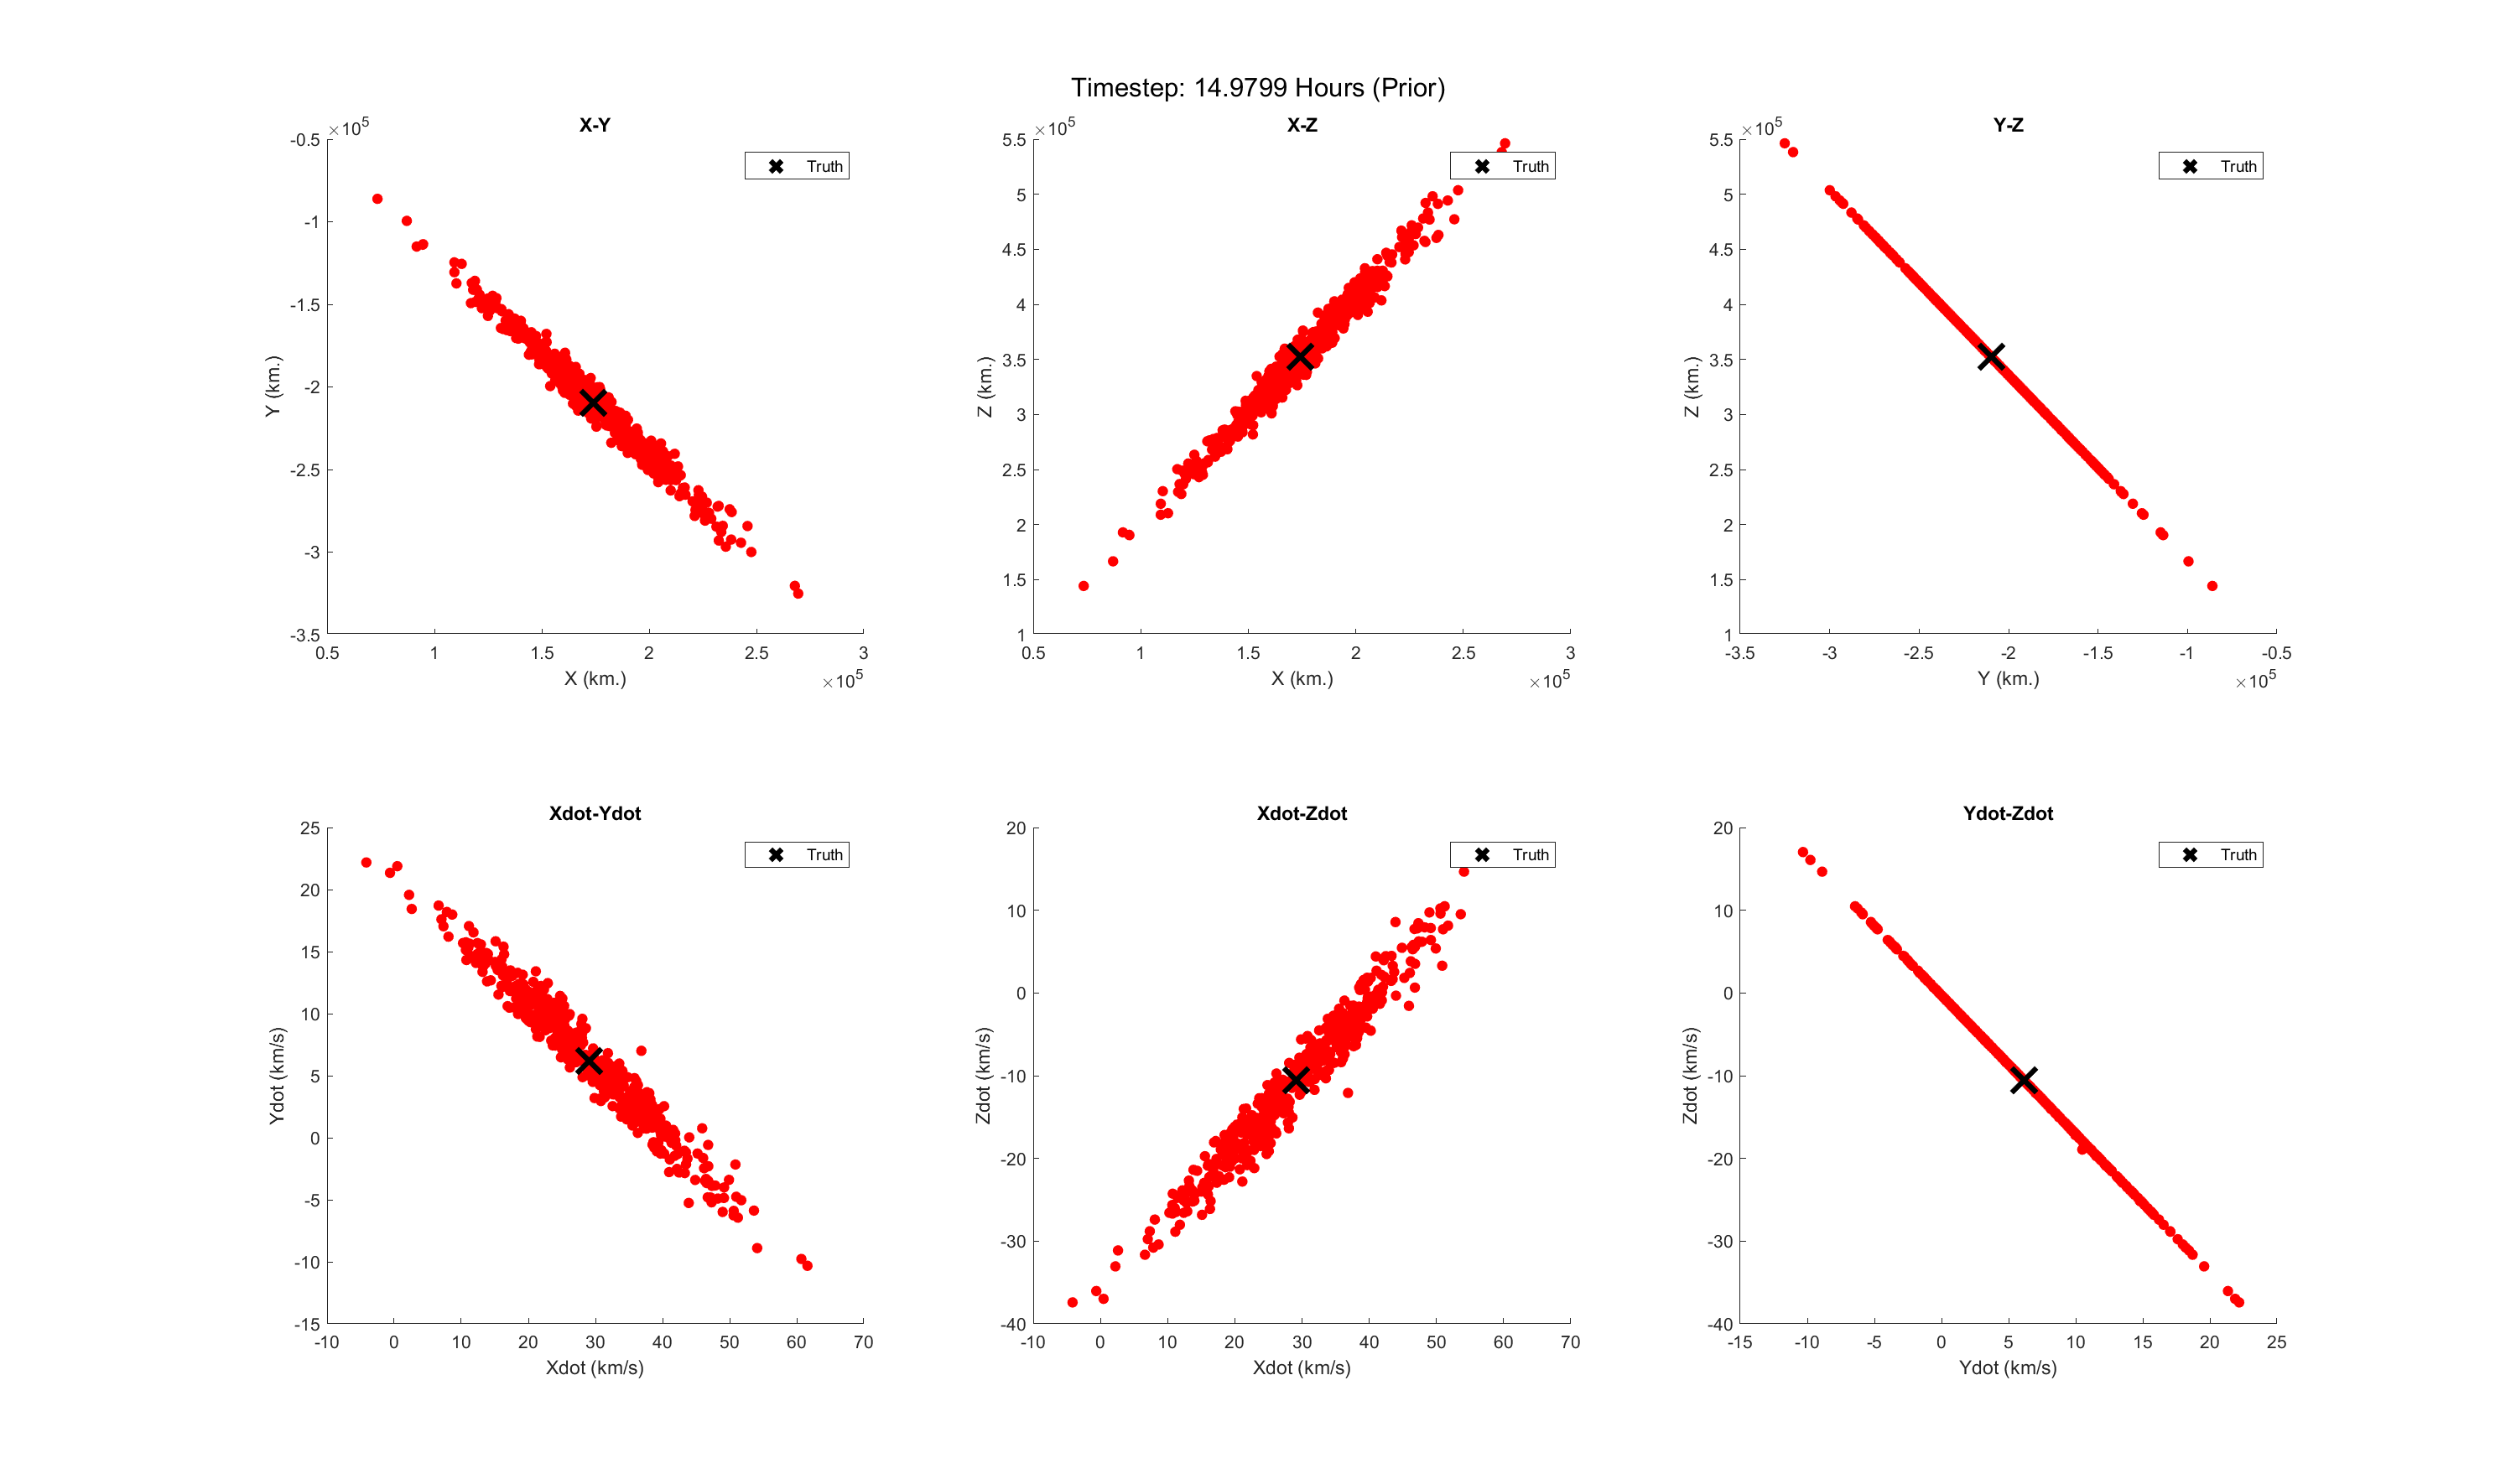 Timestep: 14.9799 Hours (Prior)
X-Y
×10^5
-0.5
-1
-1.5
-2
-2.5
-3
-3.5
Y (km.)
0.5 1 1.5 2 2.5 3
X (km.)
×10^5
Truth
X-Z
×10^5
5.5
5
4.5
4
3.5
3
2.5
2
1.5
1
Z (km.)
0.5 1 1.5 2 2.5 3
X (km.)
×10^5
Truth
Y-Z
×10^5
5.5
5
4.5
4
3.5
3
2.5
2
1.5
1
Z (km.)
-3.5 -3 -2.5 -2 -1.5 -1 -0.5
Y (km.)
×10^5
Truth
Xdot-Ydot
25
20
15
10
5
0
-5
-10
-15
Ydot (km/s)
-10 0 10 20 30 40 50 60 70
Xdot (km/s)
Truth
Xdot-Zdot
20
10
0
-10
-20
-30
-40
Zdot (km/s)
-10 0 10 20 30 40 50 60 70
Xdot (km/s)
Truth
Ydot-Zdot
20
10
0
-10
-20
-30
-40
Zdot (km/s)
-15 -10 -5 0 5 10 15 20 25
Ydot (km/s)
Truth